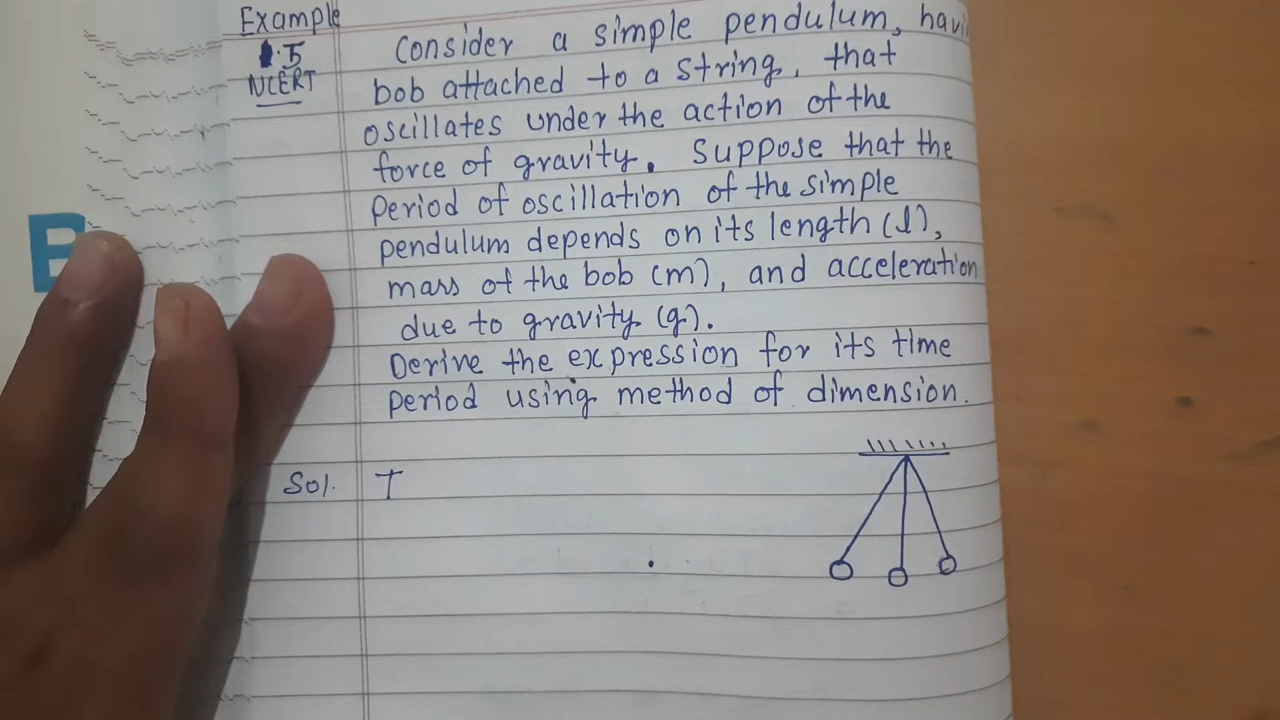 Example
1.5
NCERT
Consider a simple pendulum, havi
bob attached to a string, that
oscillates under the action of the
force of gravity. Suppose that the
period of oscillation of the simple
pendulum depends on its length (l),
mass of the bob (m), and acceleration
due to gravity (g).
Derive the expression for its time
period using method of dimension.
Sol. T
B